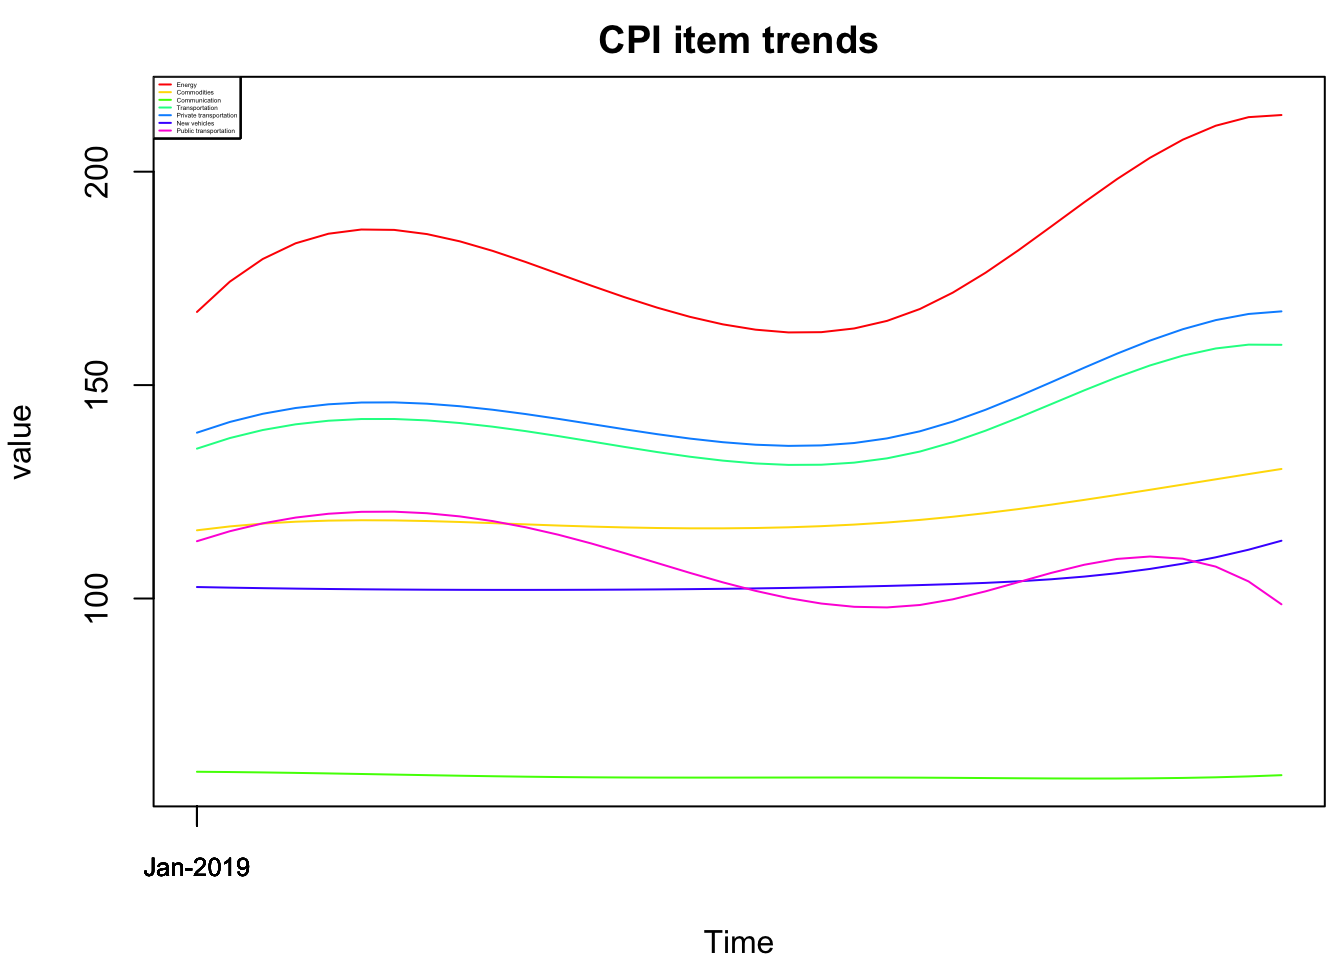 CPI item trends
Energy
Commodities
Communication
Transportation
Private transportation
New vehicles
Public transportation
200
150
100
value
Jan-2019
Time